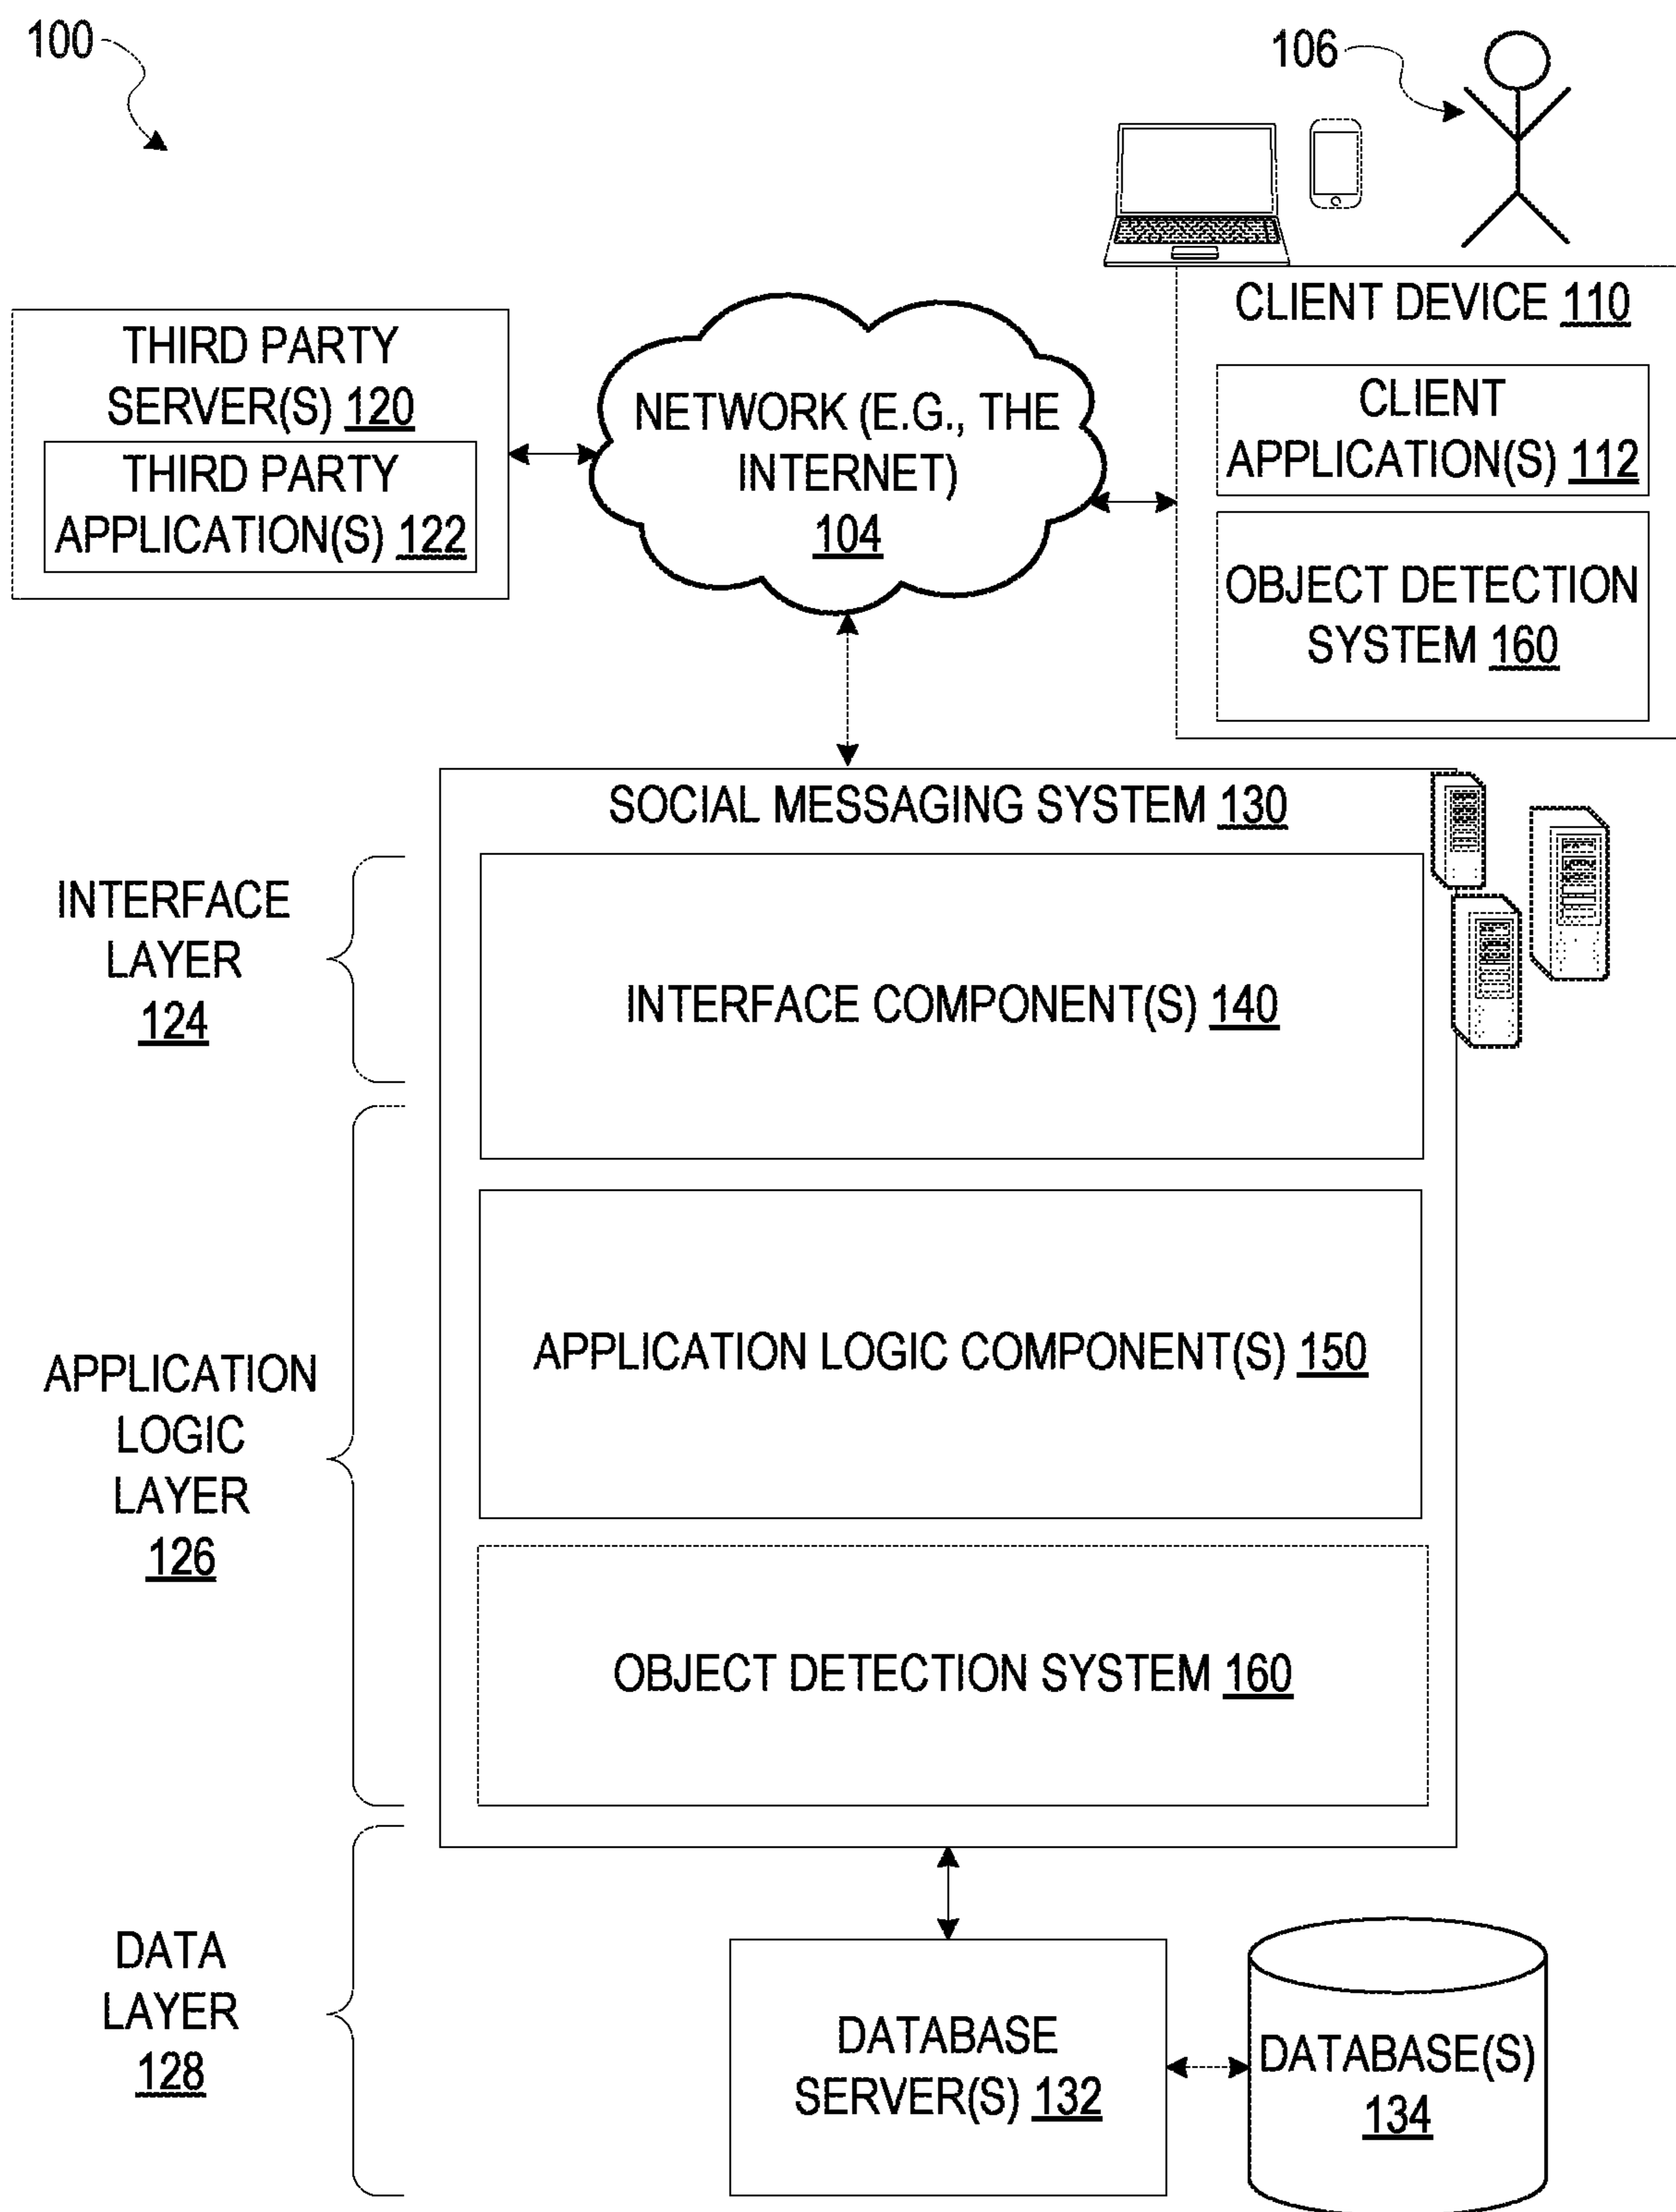 100
106
CLIENT DEVICE 110
CLIENT
APPLICATION(S) 112
OBJECT DETECTION
SYSTEM 160
THIRD PARTY
SERVER(S) 120
THIRD PARTY
APPLICATION(S) 122
NETWORK (E.G., THE
INTERNET)
104
SOCIAL MESSAGING SYSTEM 130
INTERFACE
LAYER
124
INTERFACE COMPONENT(S) 140
APPLICATION
LOGIC
LAYER
126
APPLICATION LOGIC COMPONENT(S) 150
OBJECT DETECTION SYSTEM 160
DATA
LAYER
128
DATABASE
SERVER(S) 132
DATABASE(S)
134